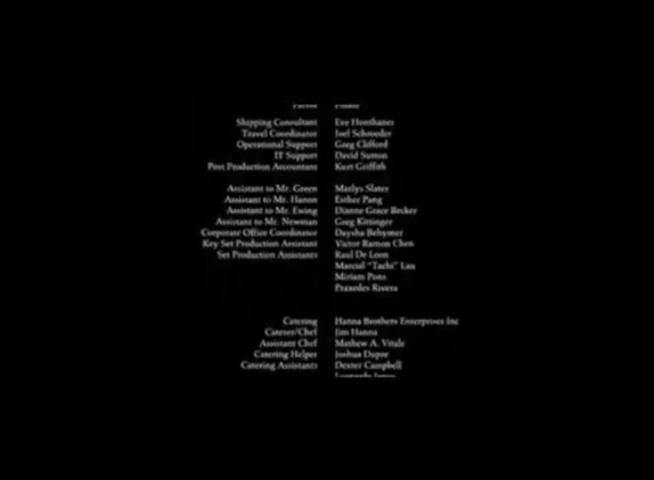 Shipping Consultant Eve Honthaner
Travel Coordinator Joel Schroeder
Operational Support Greg Clifford
IT Support David Sutton
Post Production Accountant Kurt Griffith
Assistant to Mr. Green Marlys Slater
Assistant to Mr. Esther Pang
Assistant to Mr. Ewing Dianne Grace Becker
Assistant to Mr. Newman Greg Kittinger
Corporate Office Coordinator Daysha Behymer
Key Set Production Assistant Victor Ramon Chen
Set Production Assistants Raul De Leon
Marcial "Tachi" Lau
Miriam Pons
Praxedes Rivera
Catering Hanna Brothers Enterprises Inc
Caterer/Chef Jim Hanna
Assistant Chef Mathew A. Vitale
Catering Helper Joshua
Catering Assistants Dexter Campbell